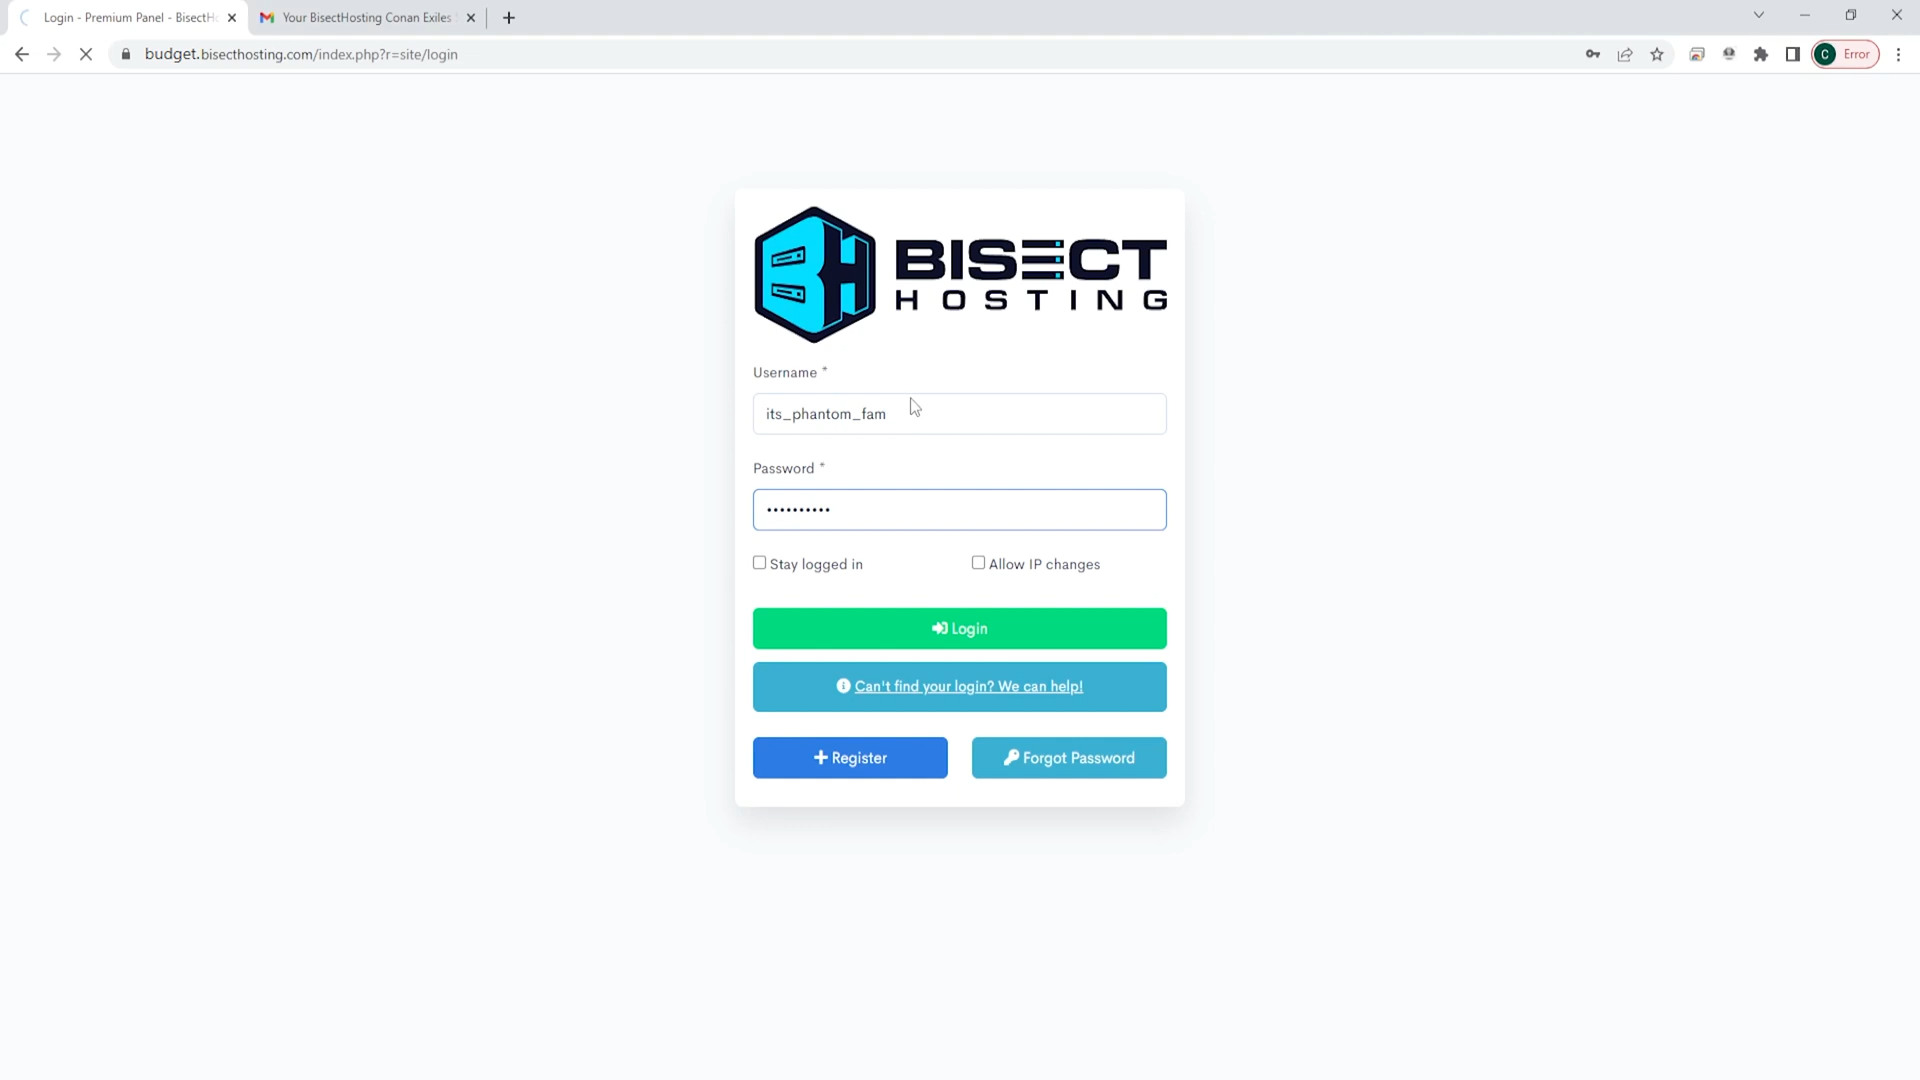 Login - Premium Panel - BisectH
Your BisectHosting Conan Exiles
budget.bisecthosting.com/index.php?r=site/login
C
Error
BH
BISECT
HOSTING
Username *
its_phantom_fam
Password *
••••••••••
Stay logged in
Allow IP changes
Login
Can't find your login? We can help!
Register
Forgot Password